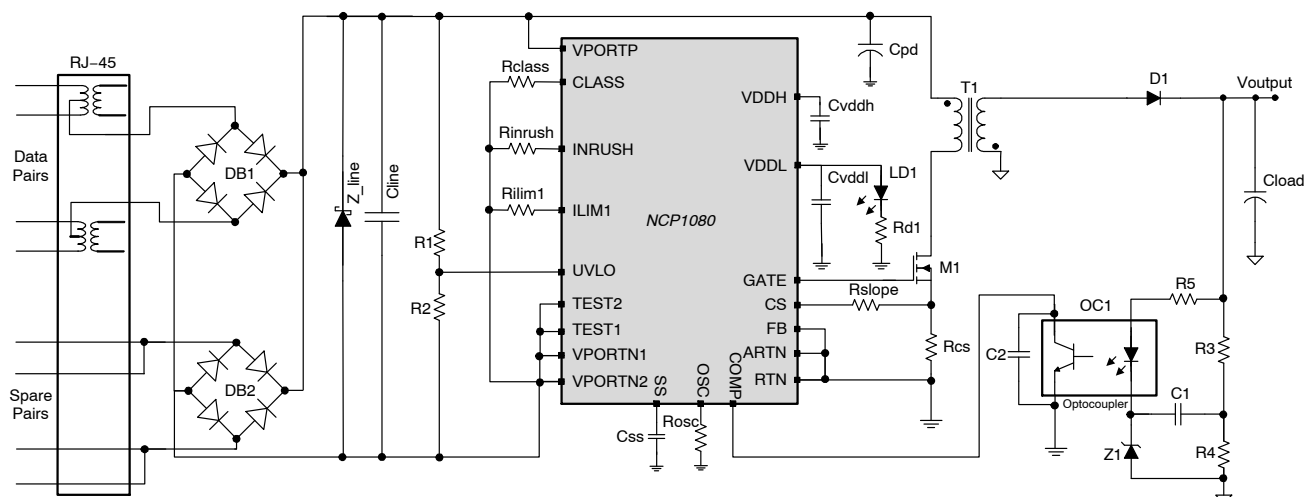 RJ-45
Data
Pairs
Spare
Pairs
DB1
DB2
Z_line
Cline
R1
R2
Rclass
Rinrush
Rilim1
VPORTP
CLASS
INRUSH
ILIM1
UVLO
TEST2
TEST1
VPORTN1
VPORTN2
NCP1080
VDDH
VDDL
GATE
CS
FB
ARTN
RTN
SS
OSC
COMP
Css
Rosc
Cpd
Cvddh
Cvddl
LD1
Rd1
M1
Rslope
Rcs
T1
D1
Voutput
Cload
R5
OC1
C2
Optocoupler
R3
C1
Z1
R4